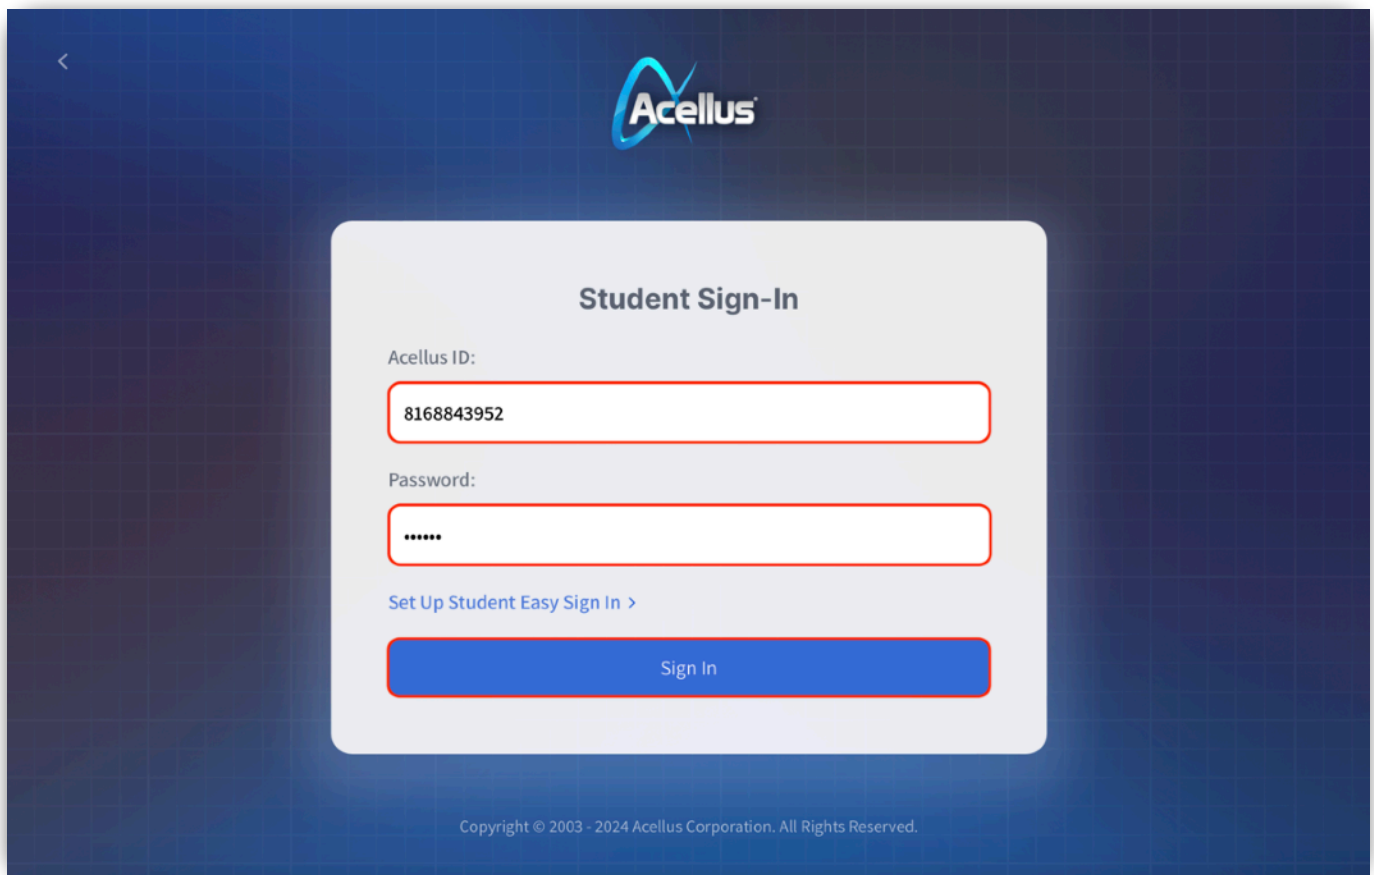 Acellus
Student Sign-In
Acellus ID:
8168843952
Password:
••••••
Set Up Student Easy Sign In >
Sign In
Copyright © 2003 - 2024 Acellus Corporation. All Rights Reserved.